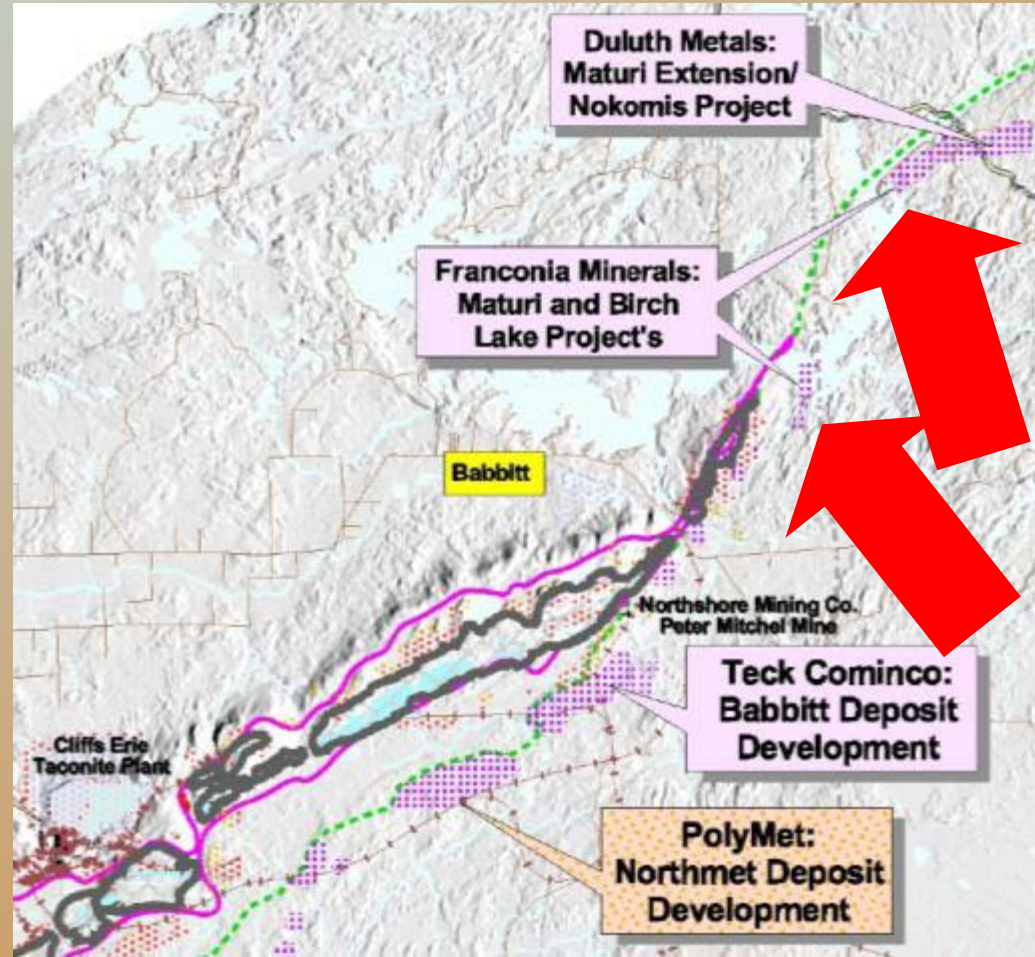 Duluth Metals:
Maturi Extension/
Nokomis Project
Franconia Minerals:
Maturi and Birch
Lake Project's
Babbitt
Northshore Mining Co.
Peter Mitchel Mine
Teck Cominco:
Babbitt Deposit
Development
Cliffs Erie
Taconite Plant
PolyMet:
Northmet Deposit
Development